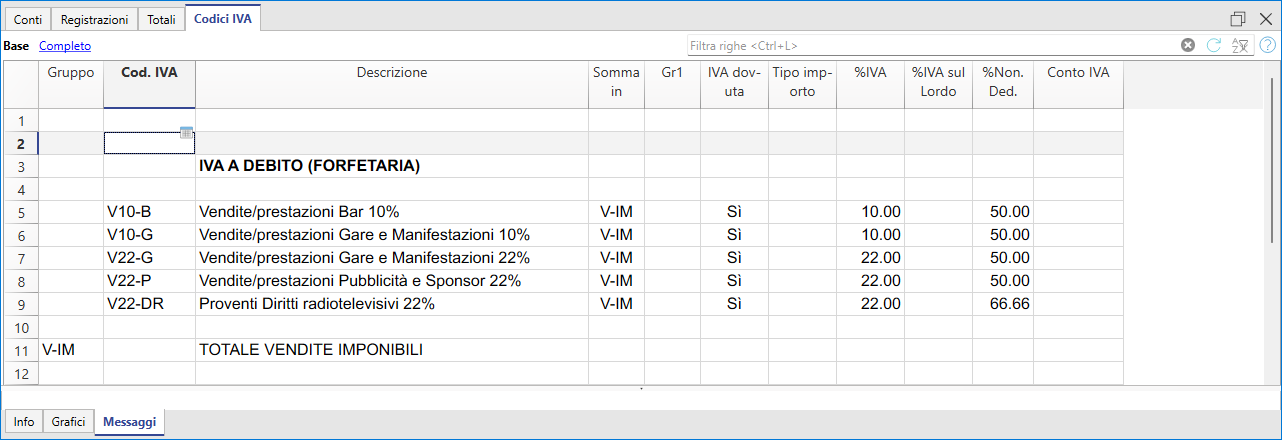 Conti Registrazioni Totali Codici IVA
Base Completo Filtra righe <Ctrl+L>
Gruppo Cod. IVA Descrizione Somma in Gr1 IVA dov-uta Tipo imp-orto %IVA %IVA sul Lordo %Non. Ded. Conto IVA
1
2
3 IVA A DEBITO (FORFETARIA)
4
5 V10-B Vendite/prestazioni Bar 10% V-IM Sì 10.00 50.00
6 V10-G Vendite/prestazioni Gare e Manifestazioni 10% V-IM Sì 10.00 50.00
7 V22-G Vendite/prestazioni Gare e Manifestazioni 22% V-IM Sì 22.00 50.00
8 V22-P Vendite/prestazioni Pubblicità e Sponsor 22% V-IM Sì 22.00 50.00
9 V22-DR Proventi Diritti radiotelevisivi 22% V-IM Sì 22.00 66.66
10
11 V-IM TOTALE VENDITE IMPONIBILI
12
Info Grafici Messaggi